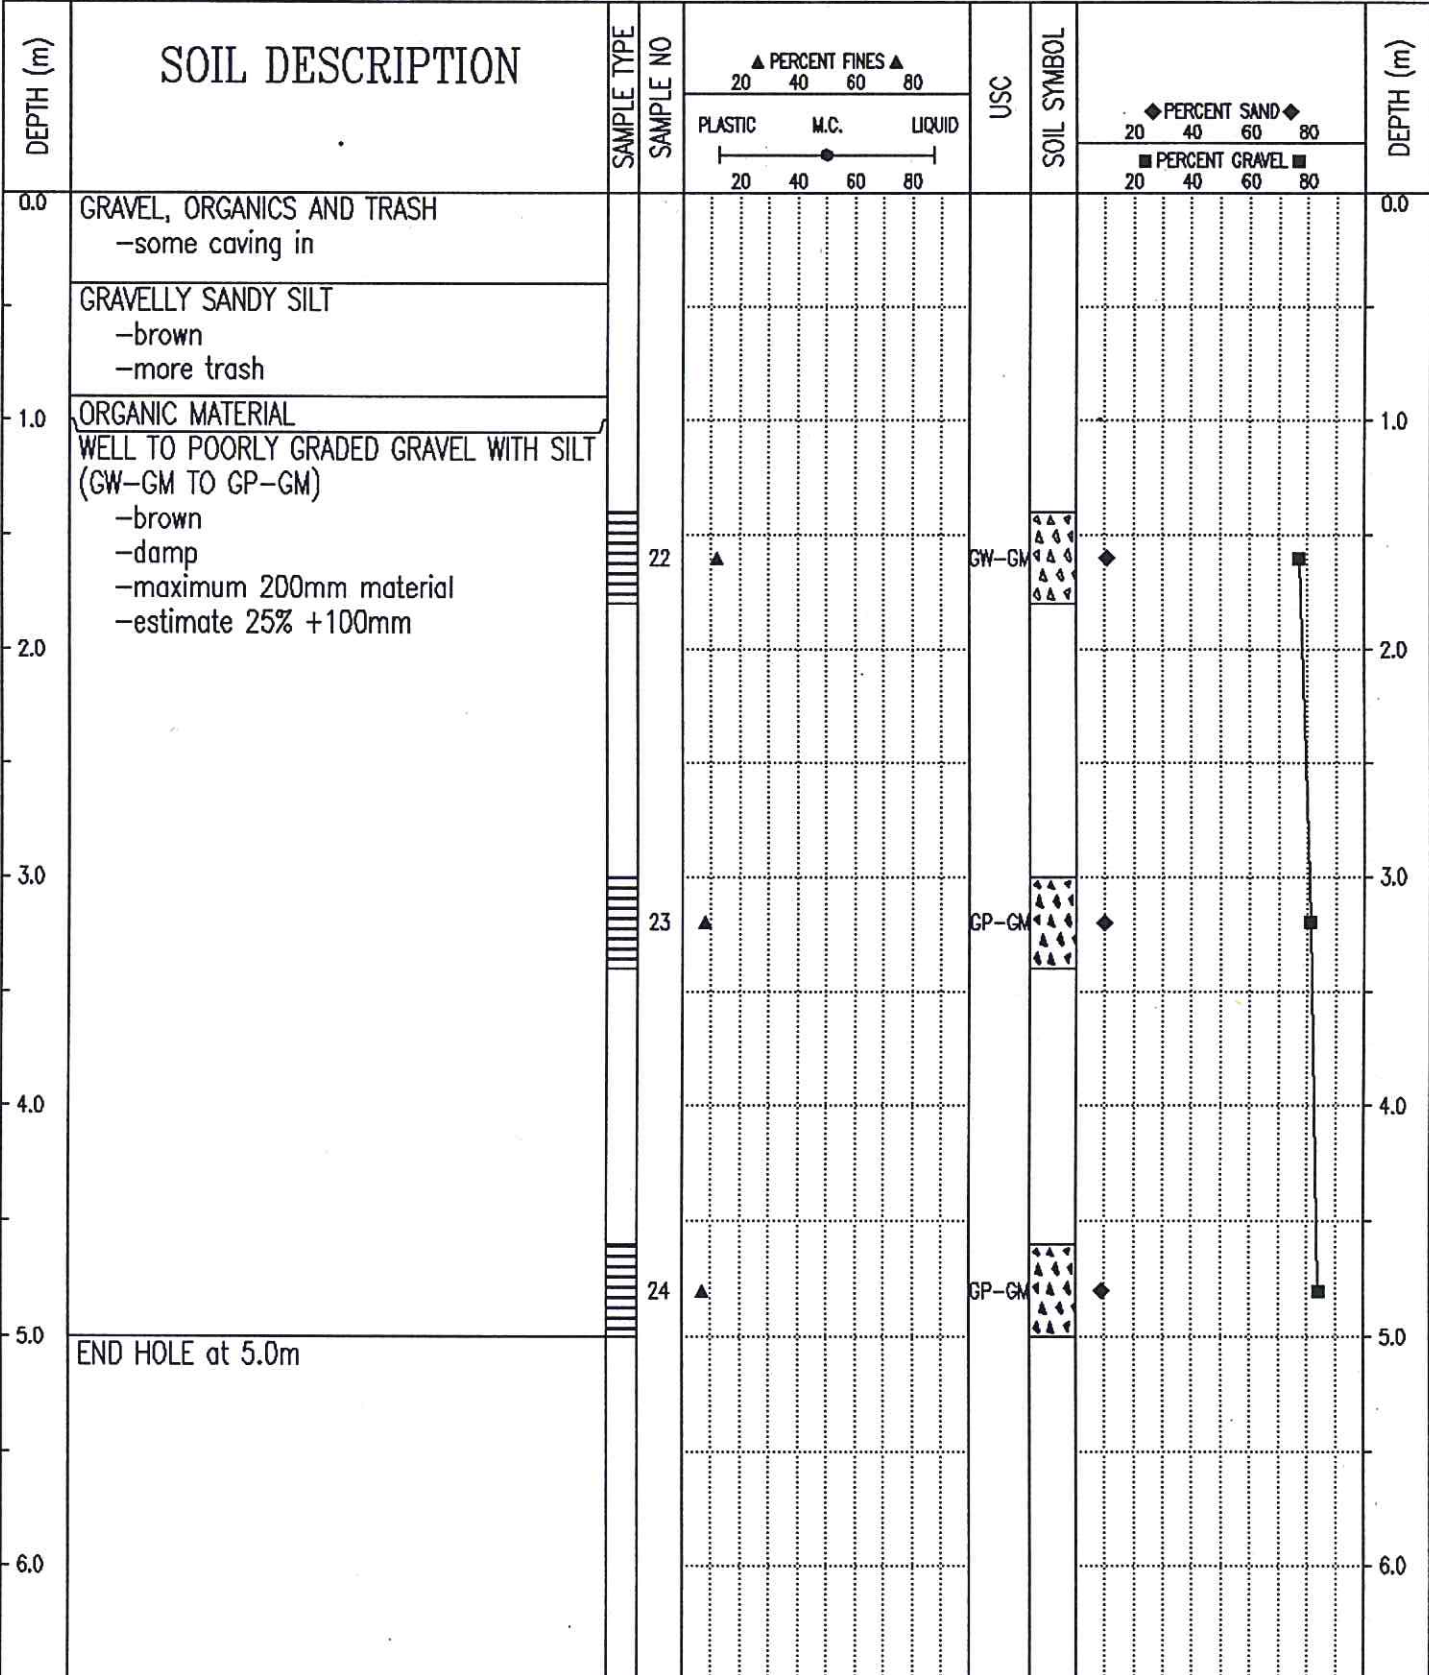 DEPTH (m)
SOIL DESCRIPTION
SAMPLE TYPE
SAMPLE NO
▲ PERCENT FINES ▲
20 40 60 80
PLASTIC M.C. LIQUID
20 40 60 80
USC
SOIL SYMBOL
◆ PERCENT SAND ◆
20 40 60 80
■ PERCENT GRAVEL ■
20 40 60 80
DEPTH (m)
0.0 GRAVEL, ORGANICS AND TRASH 0.0
-some caving in
GRAVELLY SANDY SILT
-brown
-more trash
1.0 ORGANIC MATERIAL 1.0
WELL TO POORLY GRADED GRAVEL WITH SILT
(GW-GM TO GP-GM)
-brown
-damp 22 GW-GM
-maximum 200mm material
-estimate 25% +100mm
2.0 2.0
3.0 3.0
23 GP-GM
4.0 4.0
24 GP-GM
5.0 5.0
END HOLE at 5.0m
6.0 6.0